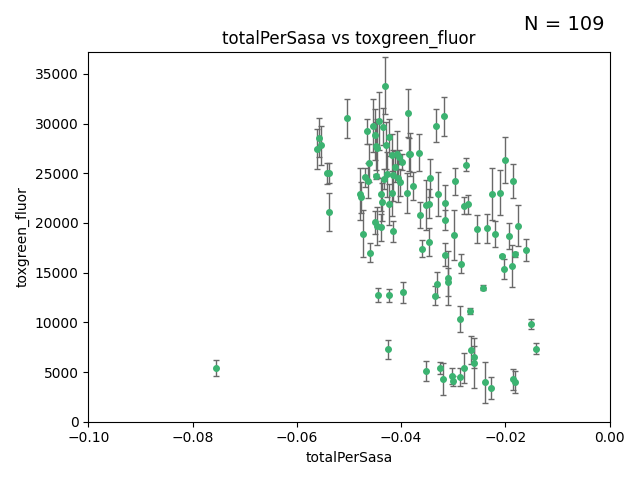 N = 109
totalPerSasa vs toxgreen_fluor
toxgreen_fluor
35000
30000
25000
20000
15000
10000
5000
0
−0.10 −0.08 −0.06 −0.04 −0.02 0.00
totalPerSasa